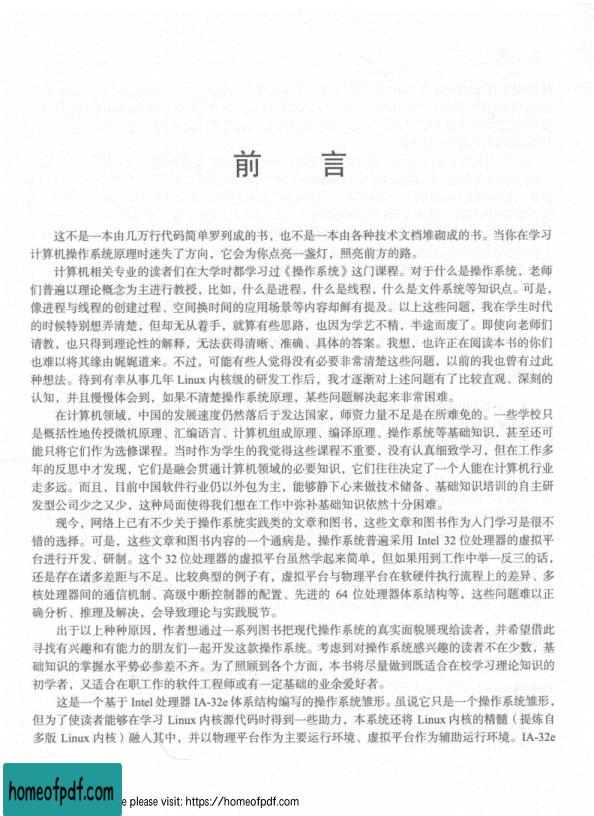 前 言
这不是一本由几万行代码简单罗列成的书，也不是一本由各种技术文档堆砌成的书。当你在学习
计算机操作系统原理时迷失了方向，它会为你点亮一盏灯，照亮前方的路。
计算机相关专业的读者们在大学时都学习过《操作系统》这门课程。对于什么是操作系统，老师
们普遍以理论概念为主进行教授，比如，什么是进程，什么是线程，什么是文件系统等知识点。可是，
像进程与线程的创建过程、空间换时间的应用场景等内容却鲜有提及。以上这些问题，我在学生时代
的时候特别想弄清楚，但却无从着手，就算有些思路，也因为学艺不精，半途而废了。即使向老师们
请教，也只得到理论性的解释，无法获得清晰、准确、具体的答案。我想，也许正在阅读本书的你们
也难以将其缘由娓娓道来。不过，可能有些人觉得没有必要非常清楚这些问题，以前的我也曾有过此
种想法。待到有幸从事几年 Linux 内核级的研发工作后，我才逐渐对上述问题有了比较直观、深刻的
认知，并且慢慢体会到，如果不清楚操作系统原理，某些问题解决起来非常困难。
在计算机领域，中国的发展速度仍然落后于发达国家，师资力量不足是在所难免的。一些学校只
是概括性地传授微机原理、汇编语言、计算机组成原理、编译原理、操作系统等基础知识，甚至还可
能只将它们作为选修课程。当时作为学生的我觉得这些课程不重要，没有认真细致学习，但在工作多
年的反思中才发现，它们是融会贯通计算机领域的必要知识，它们往往决定了一个人能在计算机行业
走多远。而且，目前中国软件行业仍以外包为主，能够静下心来做技术储备、基础知识培训的自主研
发型公司少之又少，这种局面使得我们想在工作中弥补基础知识依然十分困难。
现今，网络上已有不少关于操作系统实践类的文章和图书，这些文章和图书作为入门学习是很不
错的选择。可是，这些文章和图书内容的一个通病是，操作系统普遍采用 Intel 32 位处理器的虚拟平
台进行开发、研制。这个 32 位处理器的虚拟平台虽然学起来简单，但如果用到工作中举一反三的话，
还是存在诸多差距与不足。比较典型的例子有，虚拟平台与物理平台在软硬件执行流程上的差异、多
核处理器间的通信机制、高级中断控制器的配置、先进的 64 位处理器体系结构等，这些问题难以正
确分析、推理及解决，会导致理论与实践脱节。
出于以上种种原因，作者想通过一系列图书把现代操作系统的真实面貌展现给读者，并希望借此
寻找有兴趣和有能力的朋友们一起开发这款操作系统。考虑到对操作系统感兴趣的读者不在少数，基
础知识的掌握水平势必参差不齐。为了照顾到各个方面，本书将尽量做到既适合在校学习理论知识的
初学者，又适合在职工作的软件工程师或有一定基础的业余爱好者。
这是一个基于 Intel 处理器 IA-32e 体系结构编写的操作系统雏形。虽说它只是一个操作系统雏形，
但为了使读者能够在学习 Linux 内核源代码时得到一些助力，本系统还将 Linux 内核的精髓（提炼自
多版 Linux 内核）融入其中，并以物理平台作为主要运行环境、虚拟平台作为辅助运行环境。IA-32e
homeofpdf.com
e please visit: https://homeofpdf.com